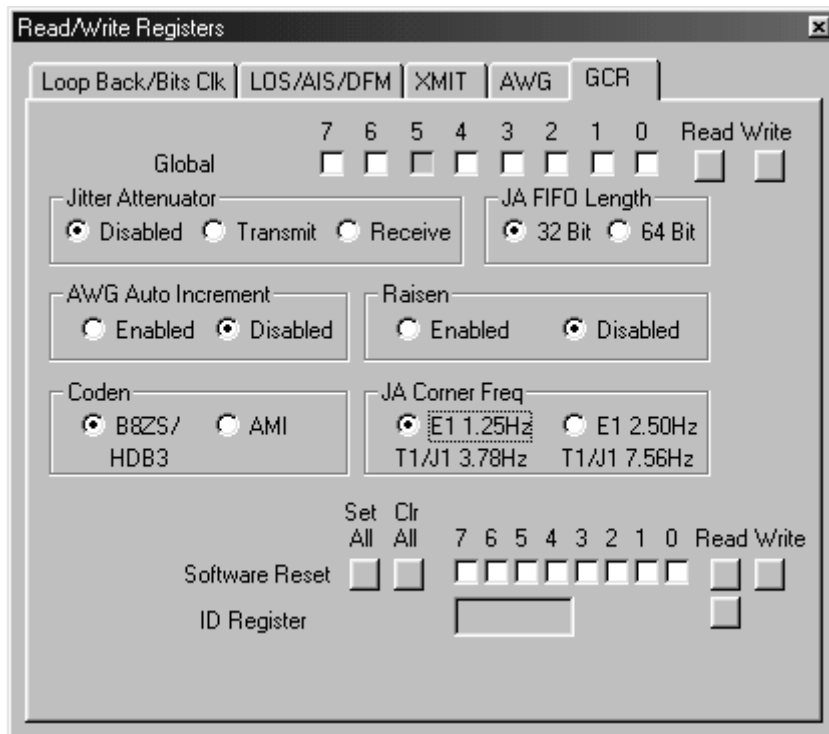 Read/Write Registers
Loop Back/Bits Clk LOS/AIS/DFM XMIT AWG GCR
7 6 5 4 3 2 1 0 Read Write
Global
Jitter Attenuator
Disabled Transmit Receive
JA FIFO Length
32 Bit 64 Bit
AWG Auto Increment
Enabled Disabled
Raisen
Enabled Disabled
Coden
B8ZS/ AMI
HDB3
JA Corner Freq
E1 1.25Hz E1 2.50Hz
T1/J1 3.78Hz T1/J1 7.56Hz
Set Clr
All All 7 6 5 4 3 2 1 0 Read Write
Software Reset
ID Register